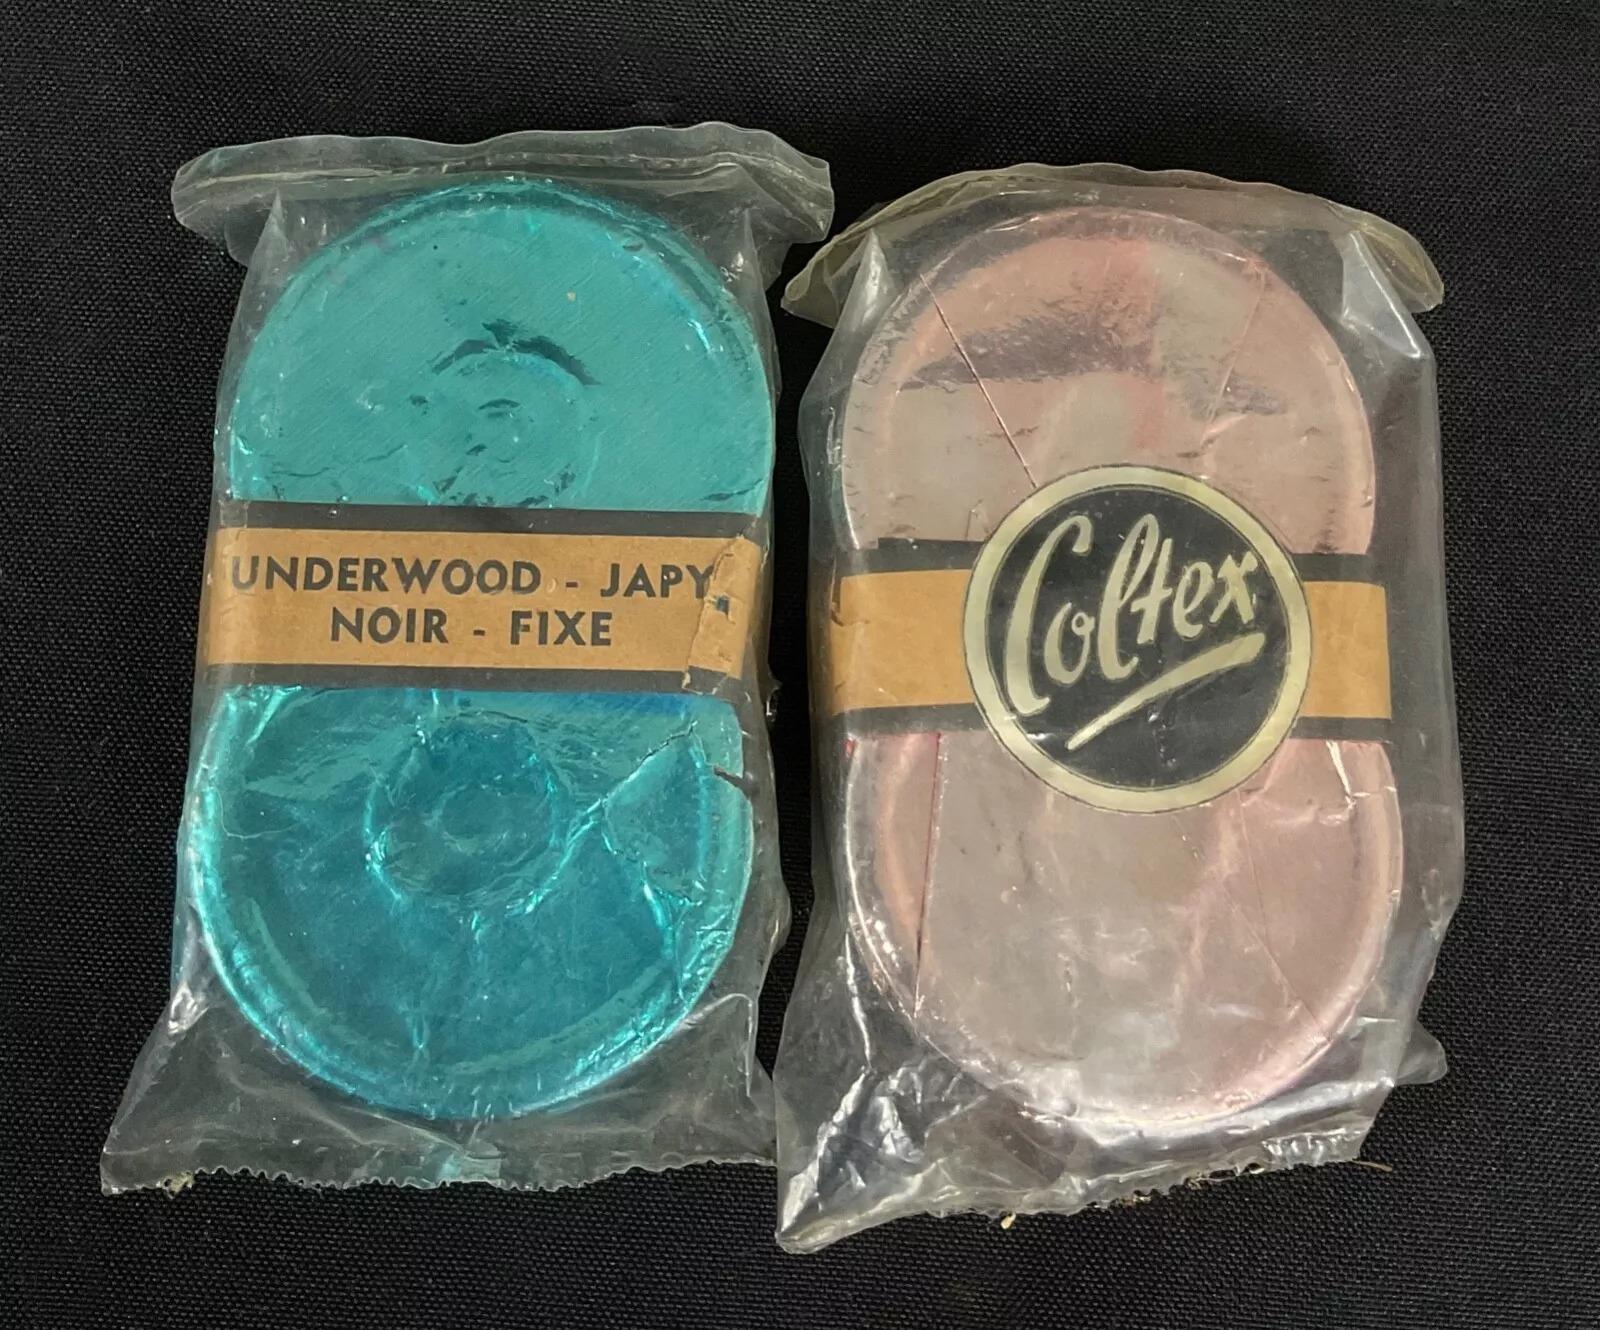 UNDERWOOD - JAPY
NOIR - FIXE
Coltex